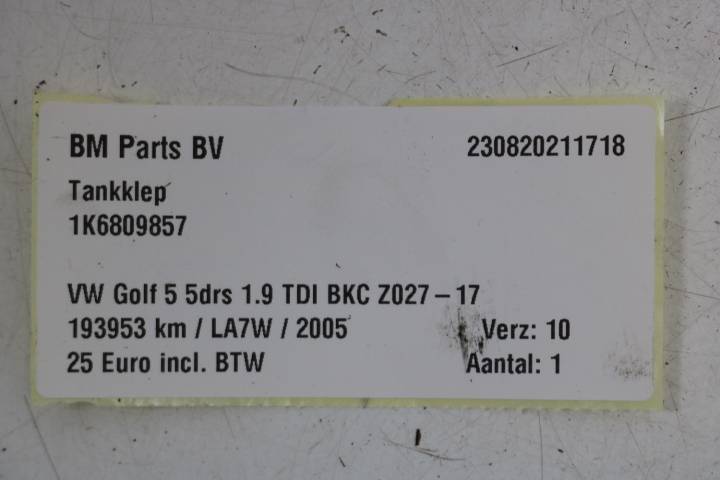 BM Parts BV 230820211718
Tankklep
1K6809857
VW Golf 5 5drs 1.9 TDI BKC Z027 – 17
193953 km / LA7W / 2005 Verz: 10
25 Euro incl. BTW Aantal: 1